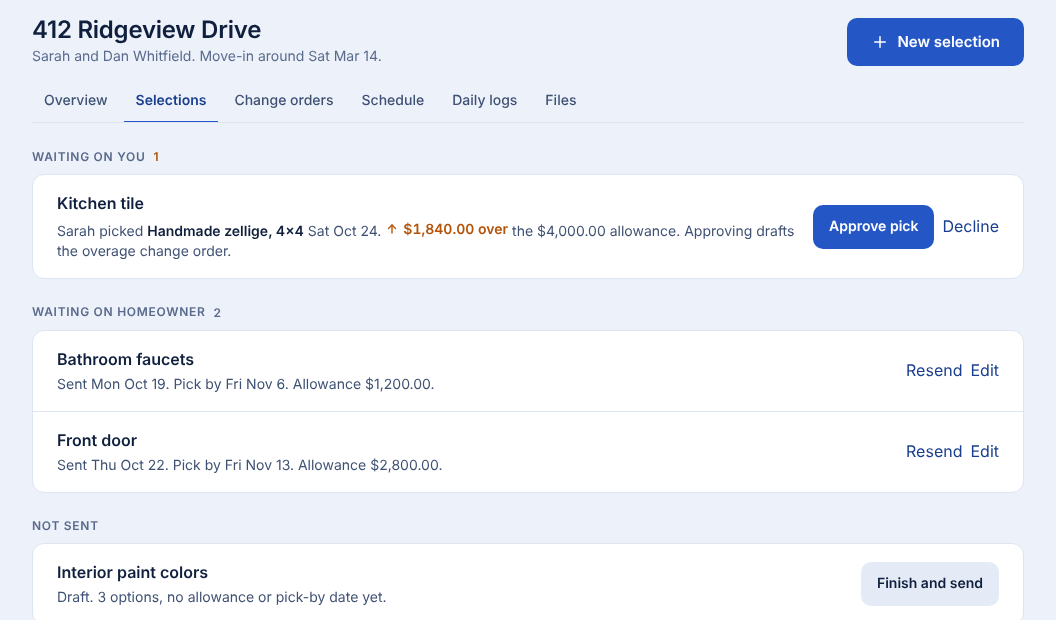 412 Ridgeview Drive
Sarah and Dan Whitfield. Move-in around Sat Mar 14.
+ New selection
Overview Selections Change orders Schedule Daily logs Files
WAITING ON YOU 1
Kitchen tile
Sarah picked Handmade zellige, 4×4 Sat Oct 24. ↑ $1,840.00 over the $4,000.00 allowance. Approving drafts
the overage change order.
Approve pick Decline
WAITING ON HOMEOWNER 2
Bathroom faucets
Sent Mon Oct 19. Pick by Fri Nov 6. Allowance $1,200.00.
Resend Edit
Front door
Sent Thu Oct 22. Pick by Fri Nov 13. Allowance $2,800.00.
Resend Edit
NOT SENT
Interior paint colors
Draft. 3 options, no allowance or pick-by date yet.
Finish and send